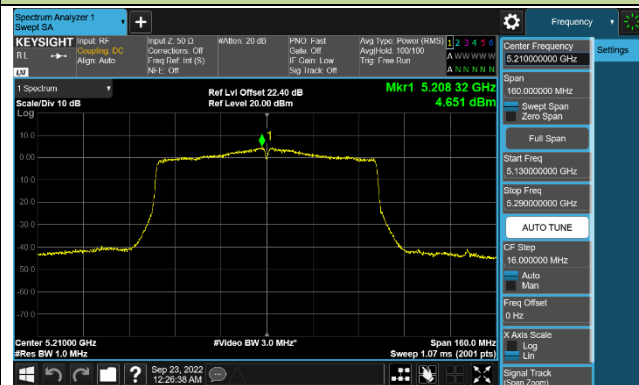 Spectrum Analyzer 1
Swept SA
Frequency
KEYSIGHT
RL
LXI
Input: RF
Coupling: DC
Align: Auto
Input Z: 50 Ω
Corrections: Off
Freq Ref: Int (S)
NFE: Off
#Atten: 20 dB
PNO: Fast
Gate: Off
IF Gain: Low
Sig Track: Off
Avg Type: Power (RMS)
Avg|Hold: 100/100
Trig: Free Run
1 2 3 4 5 6
A W W W W W
A N N N N N
1 Spectrum
Scale/Div 10 dB
Log
Ref Lvl Offset 22.40 dB
Ref Level 20.00 dBm
Mkr1 5.208 32 GHz
4.651 dBm
1
10.0
0.00
-10.0
-20.0
-30.0
-40.0
-50.0
-60.0
-70.0
Center 5.21000 GHz
#Res BW 1.0 MHz
#Video BW 3.0 MHz*
Span 160.0 MHz
Sweep 1.07 ms (2001 pts)
Sep 23, 2022
12:26:38 AM
Center Frequency
5.210000000 GHz
Settings
Span
160.000000 MHz
Swept Span
Zero Span
Full Span
Start Freq
5.130000000 GHz
Stop Freq
5.290000000 GHz
AUTO TUNE
CF Step
16.000000 MHz
Auto
Man
Freq Offset
0 Hz
X Axis Scale
Log
Lin
Signal Track
(Span Zoom)